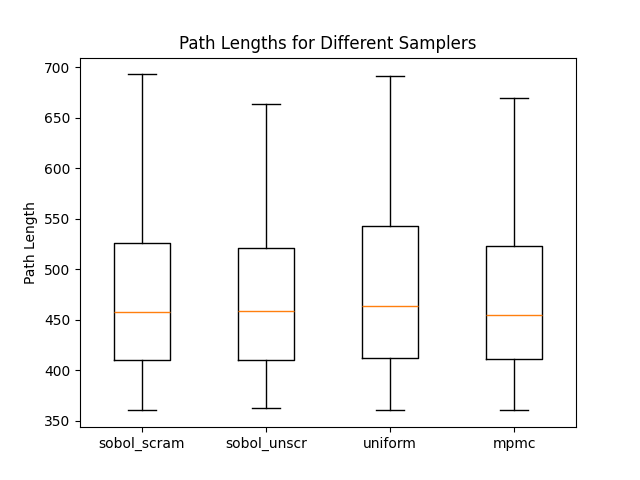 Path Lengths for Different Samplers
Path Length
700
650
600
550
500
450
400
350
sobol_scram
sobol_unscr
uniform
mpmc